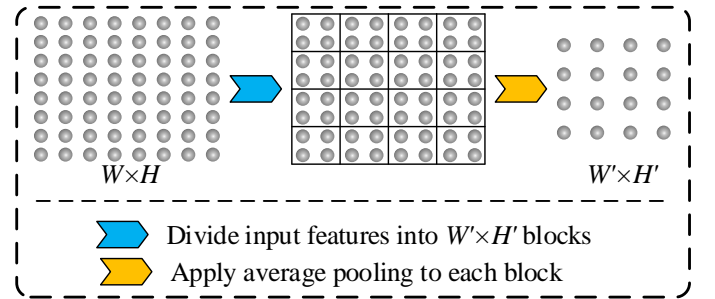 W×H
W'×H'
Divide input features into W'×H' blocks
Apply average pooling to each block